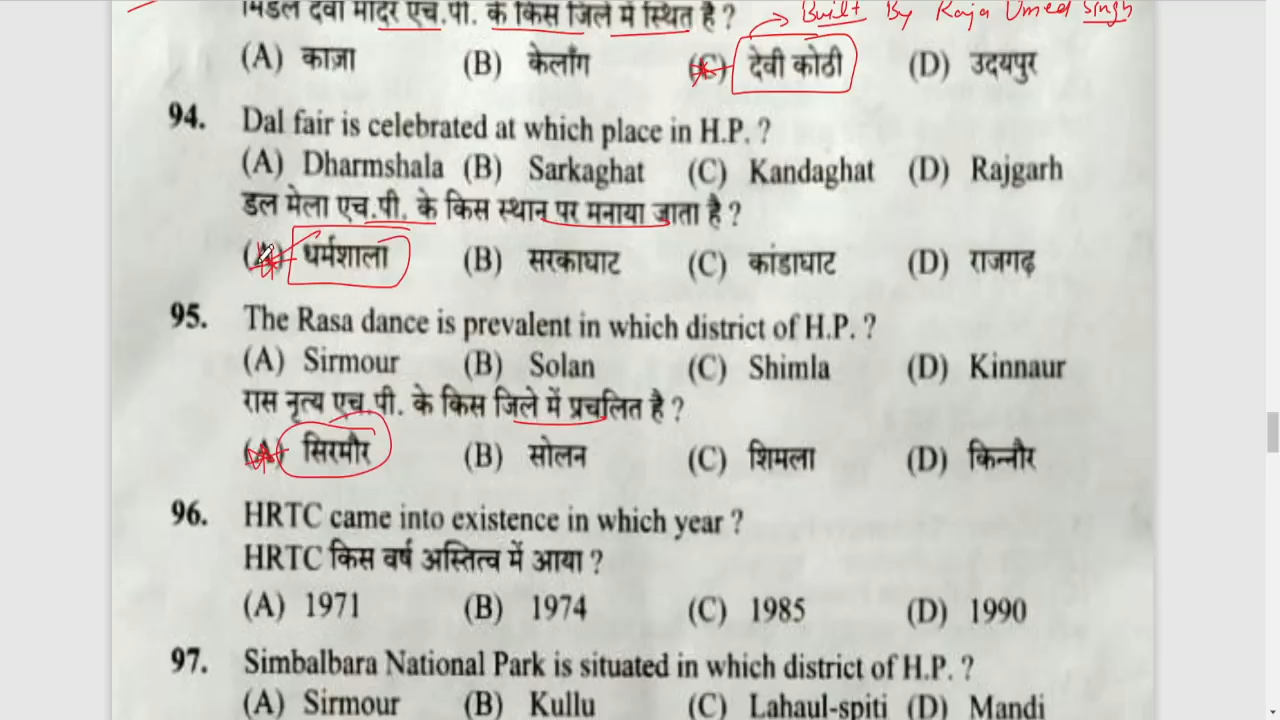 मिंडल देवी मंदिर एच.पी. के किस जिले में स्थित है ? → Built By Raja Umed Singh
(A) काज़ा (B) केलाँग (C) देवी कोठी (D) उदयपुर
94. Dal fair is celebrated at which place in H.P. ?
(A) Dharmshala (B) Sarkaghat (C) Kandaghat (D) Rajgarh
डल मेला एच.पी. के किस स्थान पर मनाया जाता है ?
(A) धर्मशाला (B) सरकाघाट (C) कांडाघाट (D) राजगढ़
95. The Rasa dance is prevalent in which district of H.P. ?
(A) Sirmour (B) Solan (C) Shimla (D) Kinnaur
रास नृत्य एच.पी. के किस जिले में प्रचलित है ?
(A) सिरमौर (B) सोलन (C) शिमला (D) किन्नौर
96. HRTC came into existence in which year ?
HRTC किस वर्ष अस्तित्व में आया ?
(A) 1971 (B) 1974 (C) 1985 (D) 1990
97. Simbalbara National Park is situated in which district of H.P. ?
(A) Sirmour (B) Kullu (C) Lahaul-spiti (D) Mandi